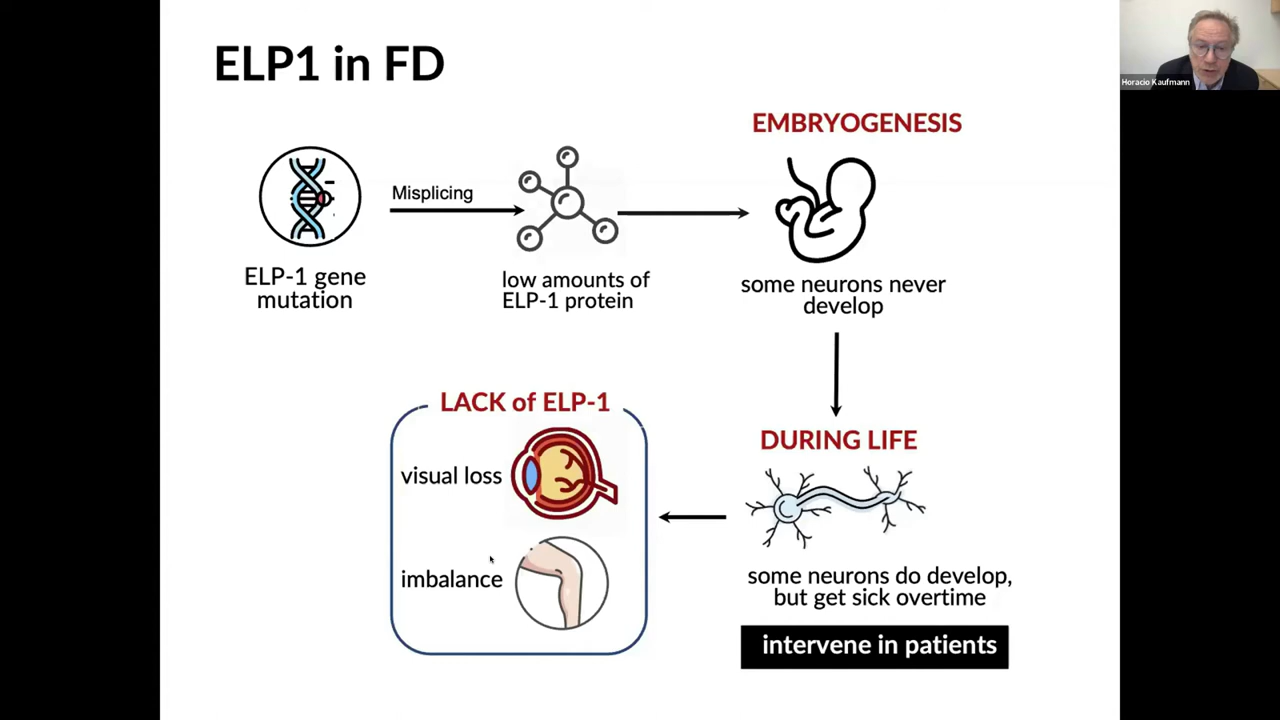 ELP1 in FD
Horacio Kaufmann
EMBRYOGENESIS
Misplicing
ELP-1 gene
mutation
low amounts of
ELP-1 protein
some neurons never
develop
DURING LIFE
some neurons do develop,
but get sick overtime
intervene in patients
LACK of ELP-1
visual loss
imbalance